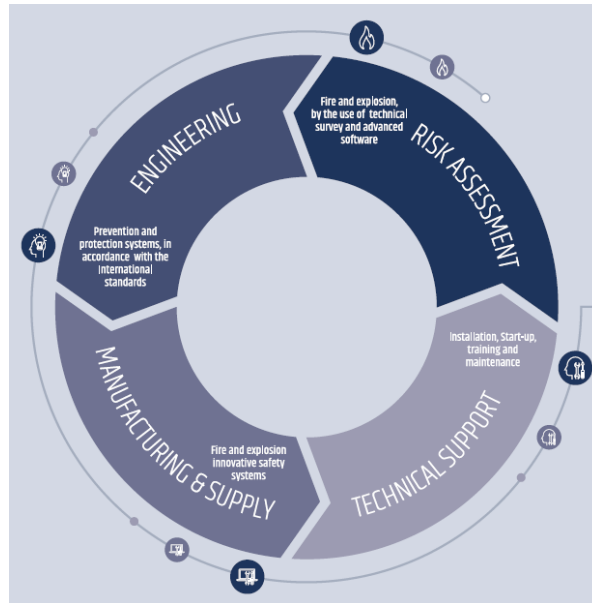 ENGINEERING
Prevention and
protection systems, in
accordance with the
International
standards
RISK ASSESSMENT
Fire and explosion,
by the use of technical
survey and advanced
software
MANUFACTURING & SUPPLY
Fire and explosion
innovative safety
systems
TECHNICAL SUPPORT
Installation, Start-up,
training and
maintenance